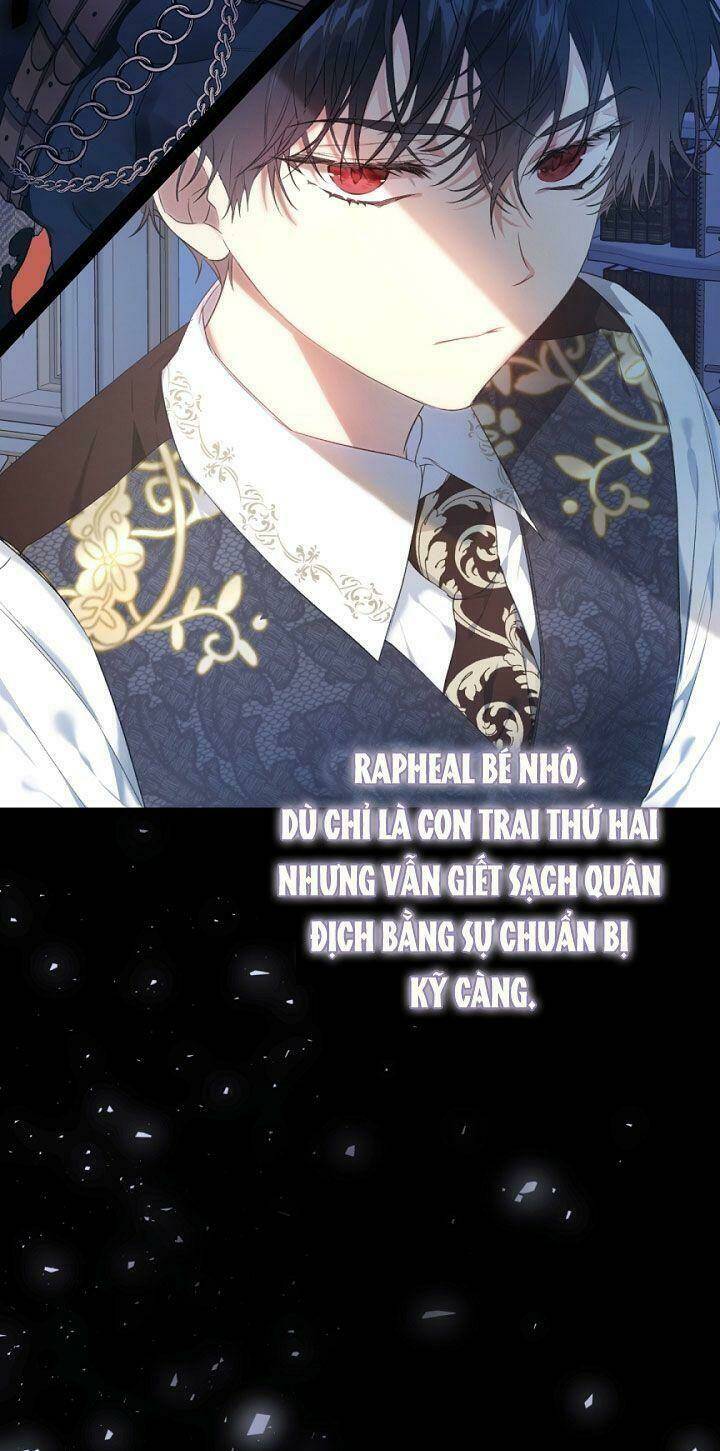 RAPHEAL BÉ NHỎ,
DÙ CHỈ LÀ CON TRAI THỨ HAI
NHƯNG VẪN GIẾT SẠCH QUÂN
ĐỊCH BẰNG SỰ CHUẨN BỊ
KỸ CÀNG.